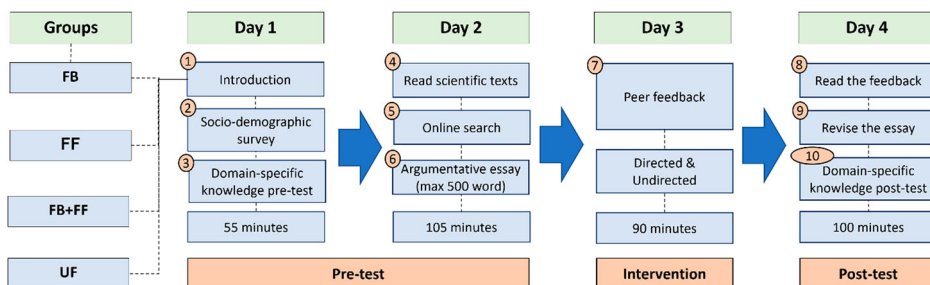 Groups
FB
FF
FB+FF
UF
Day 1
1
Introduction
2
Socio-demographic
survey
3
Domain-specific
knowledge pre-test
55 minutes
Day 2
4
Read scientific texts
5
Online search
6
Argumentative essay
(max 500 word)
105 minutes
Pre-test
Day 3
7
Peer feedback
Directed &
Undirected
90 minutes
Intervention
Day 4
8
Read the feedback
9
Revise the essay
10
Domain-specific
knowledge post-test
100 minutes
Post-test